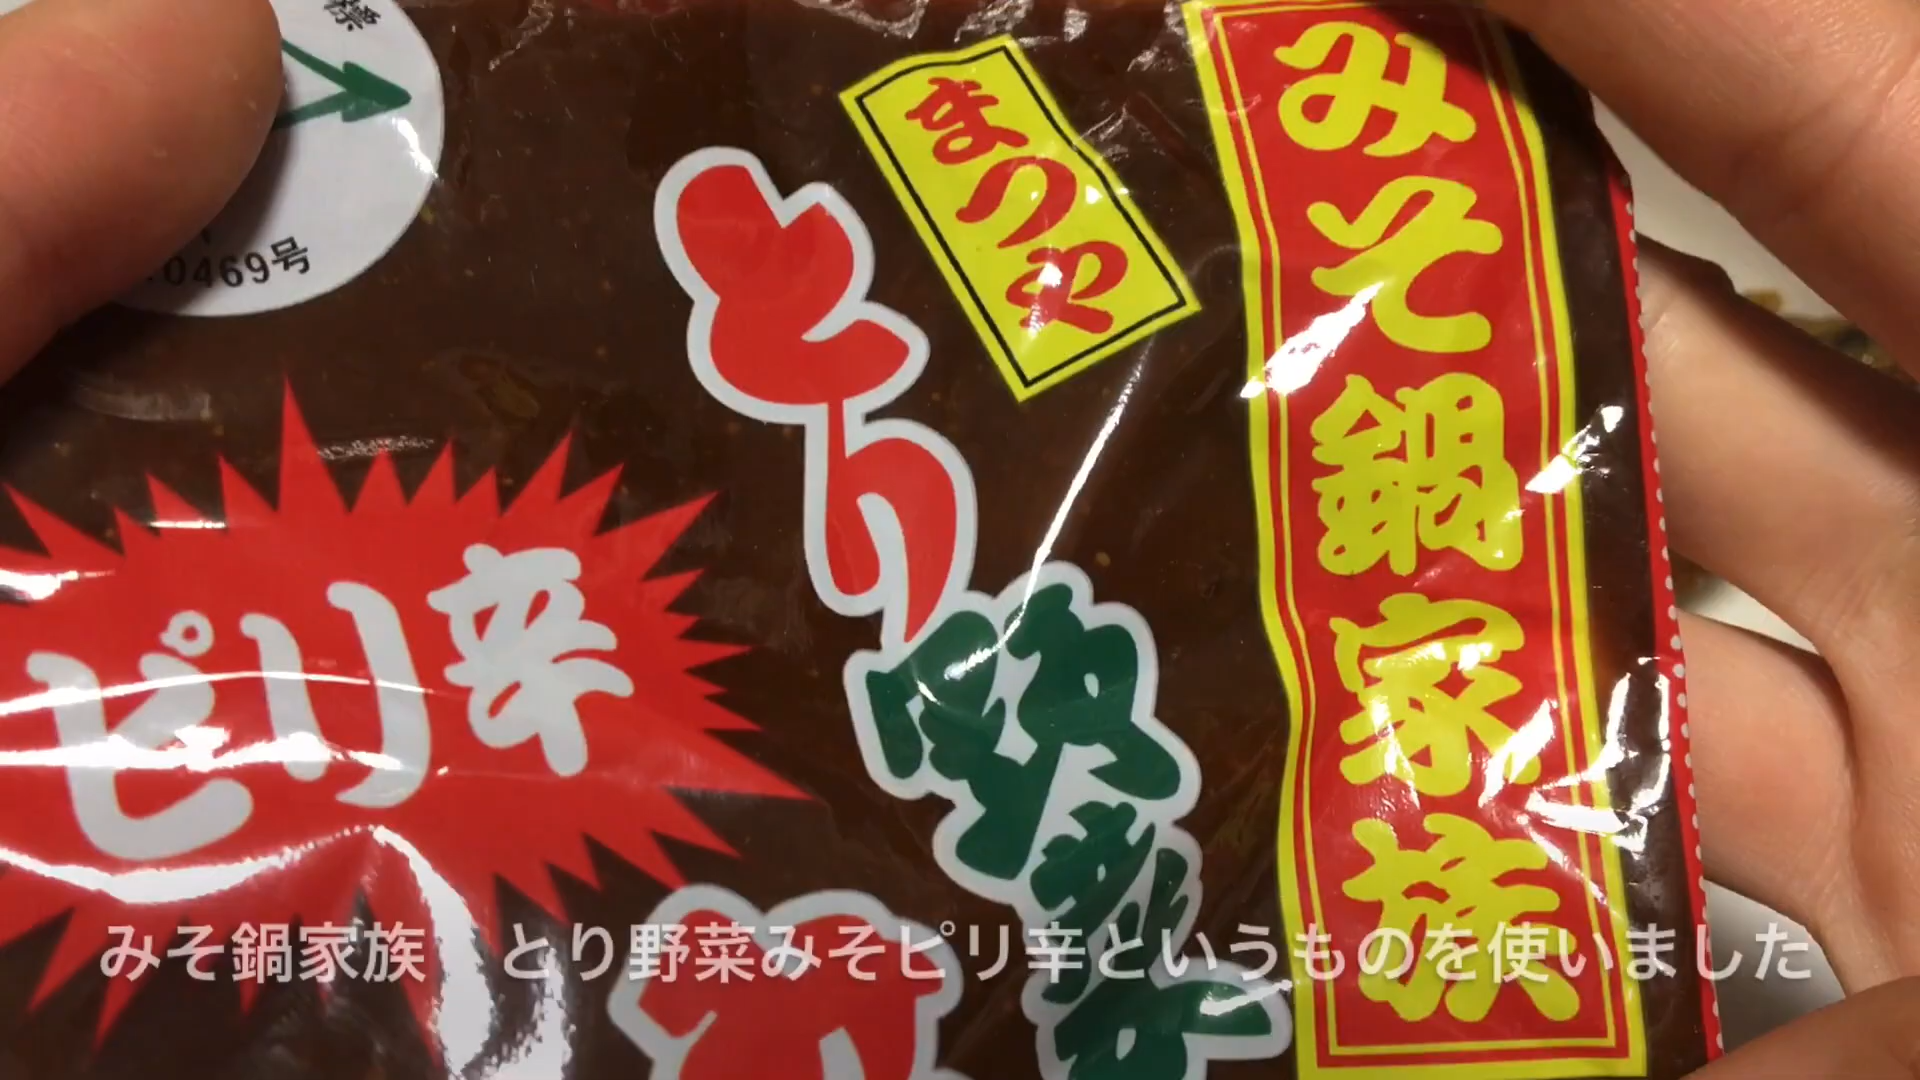 標
0469号
まつや
みそ鍋家族
とり野菜み
ピリ辛
みそ鍋家族　とり野菜みそピリ辛というものを使いました